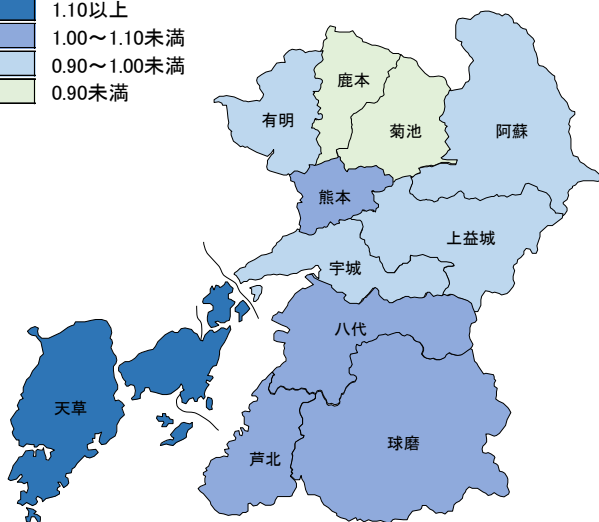 1.10以上
1.00～1.10未満
0.90～1.00未満
0.90未満
鹿本
有明
菊池
阿蘇
熊本
上益城
宇城
八代
天草
球磨
芦北